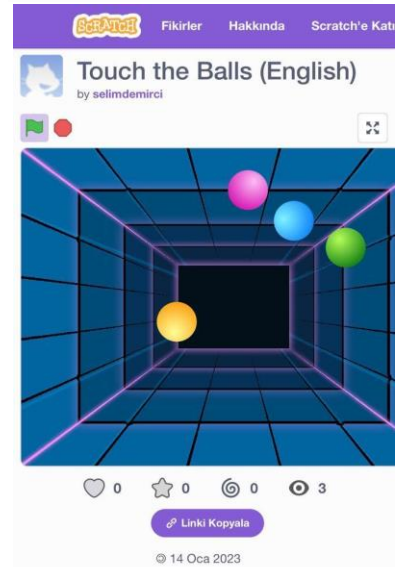 SCRATCH Fikirler Hakkında Scratch'e Katı
Touch the Balls (English)
by selimdemirci
0 0 0 3
Linki Kopyala
14 Oca 2023